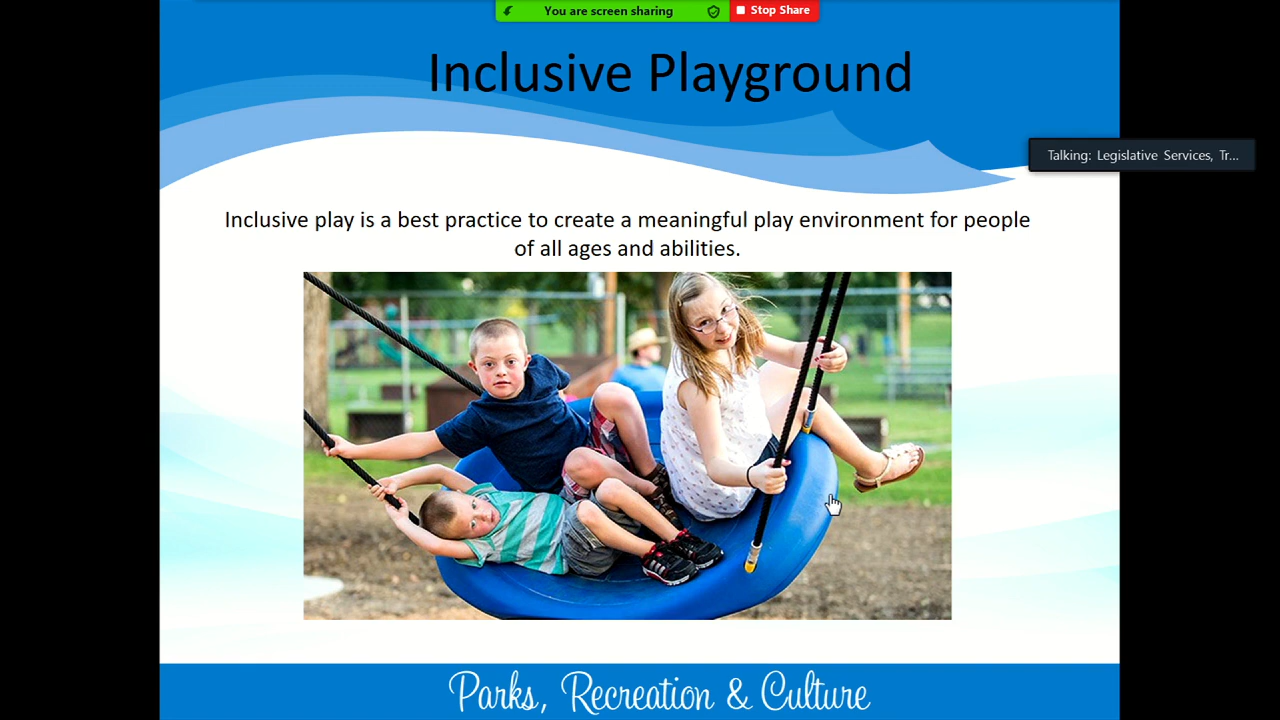 You are screen sharing Stop Share
Inclusive Playground
Talking: Legislative Services, Tr...
Inclusive play is a best practice to create a meaningful play environment for people
of all ages and abilities.
Parks, Recreation & Culture